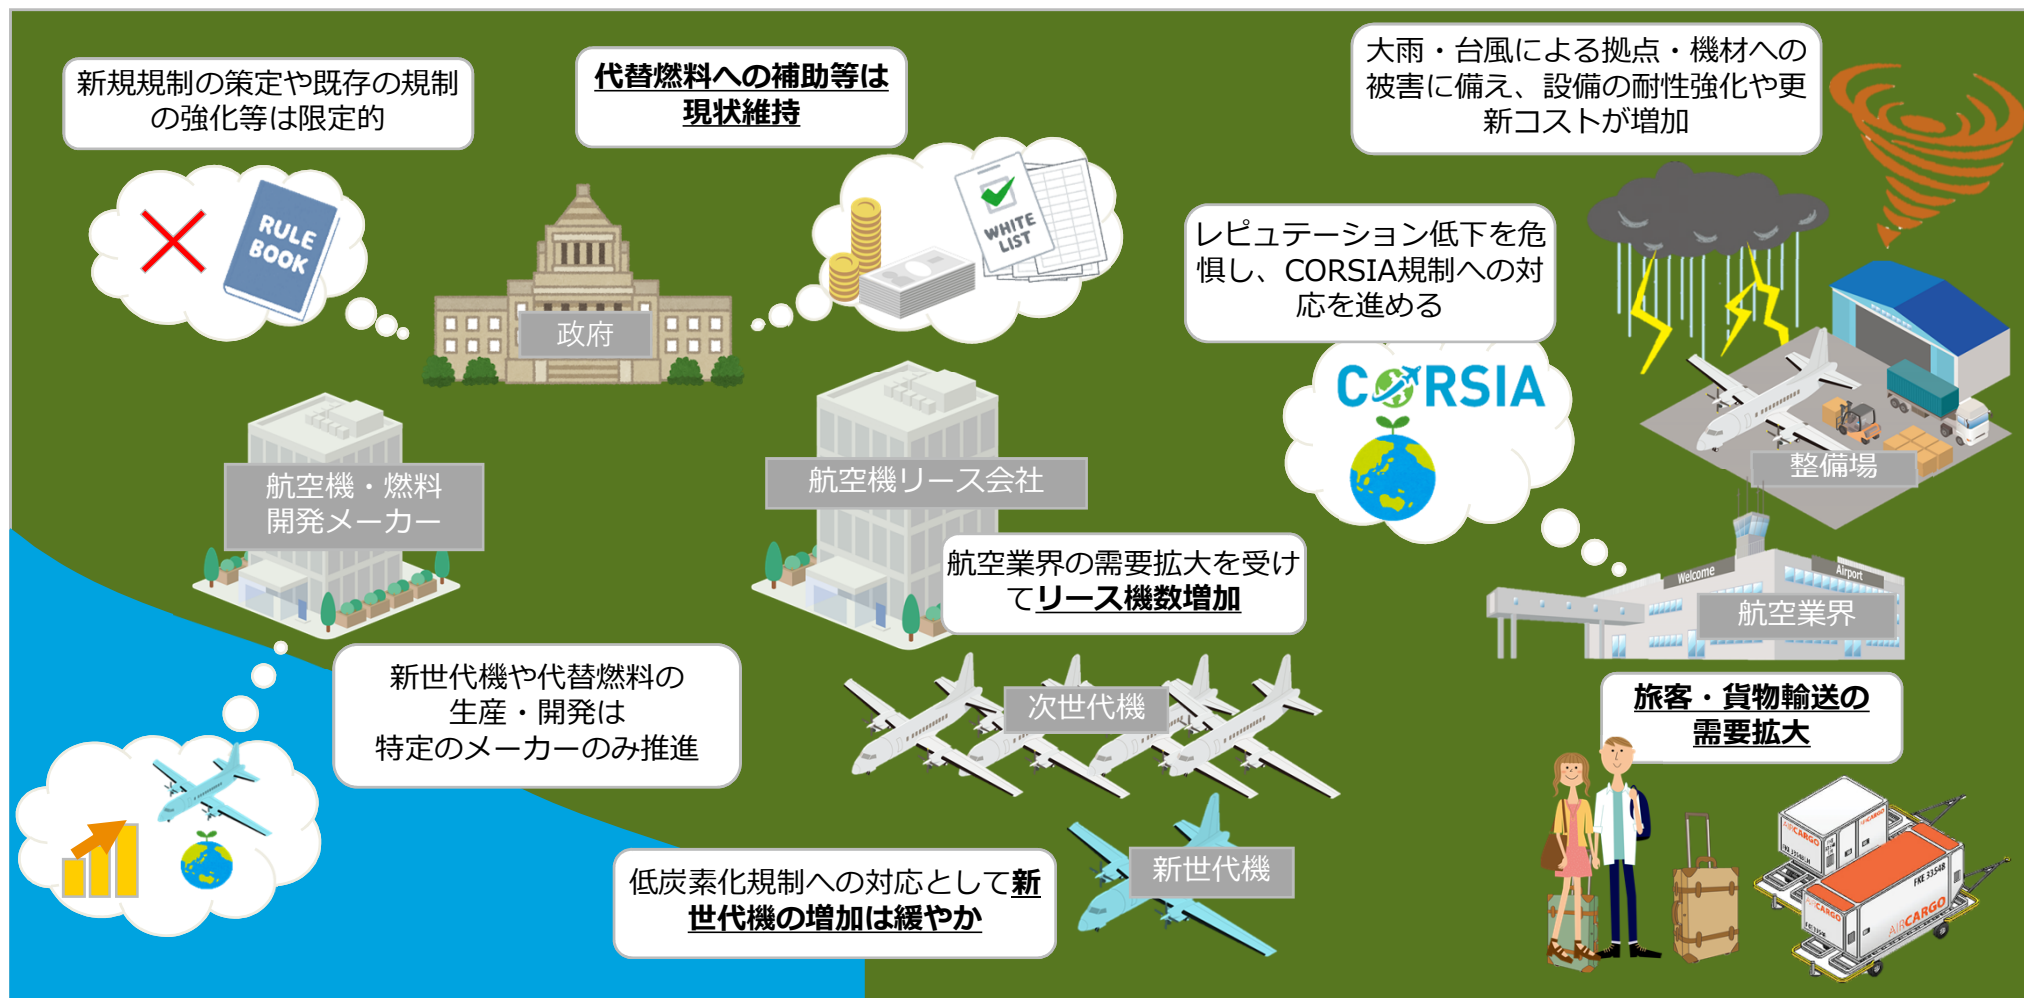 新規規制の策定や既存の規制
の強化等は限定的
代替燃料への補助等は
現状維持
大雨・台風による拠点・機材への
被害に備え、設備の耐性強化や更
新コストが増加
RULE
BOOK
WHITE
LIST
政府
レピュテーション低下を危
惧し、CORSIA規制への対
応を進める
CORSIA
整備場
航空機・燃料
開発メーカー
航空機リース会社
航空業界の需要拡大を受け
てリース機数増加
Welcome
Airport
航空業界
新世代機や代替燃料の
生産・開発は
特定のメーカーのみ推進
次世代機
旅客・貨物輸送の
需要拡大
低炭素化規制への対応として新
世代機の増加は緩やか
新世代機
AIRCARGO
AIRCARGO
FKE 33548
AIRCARGO
AIRCARGO